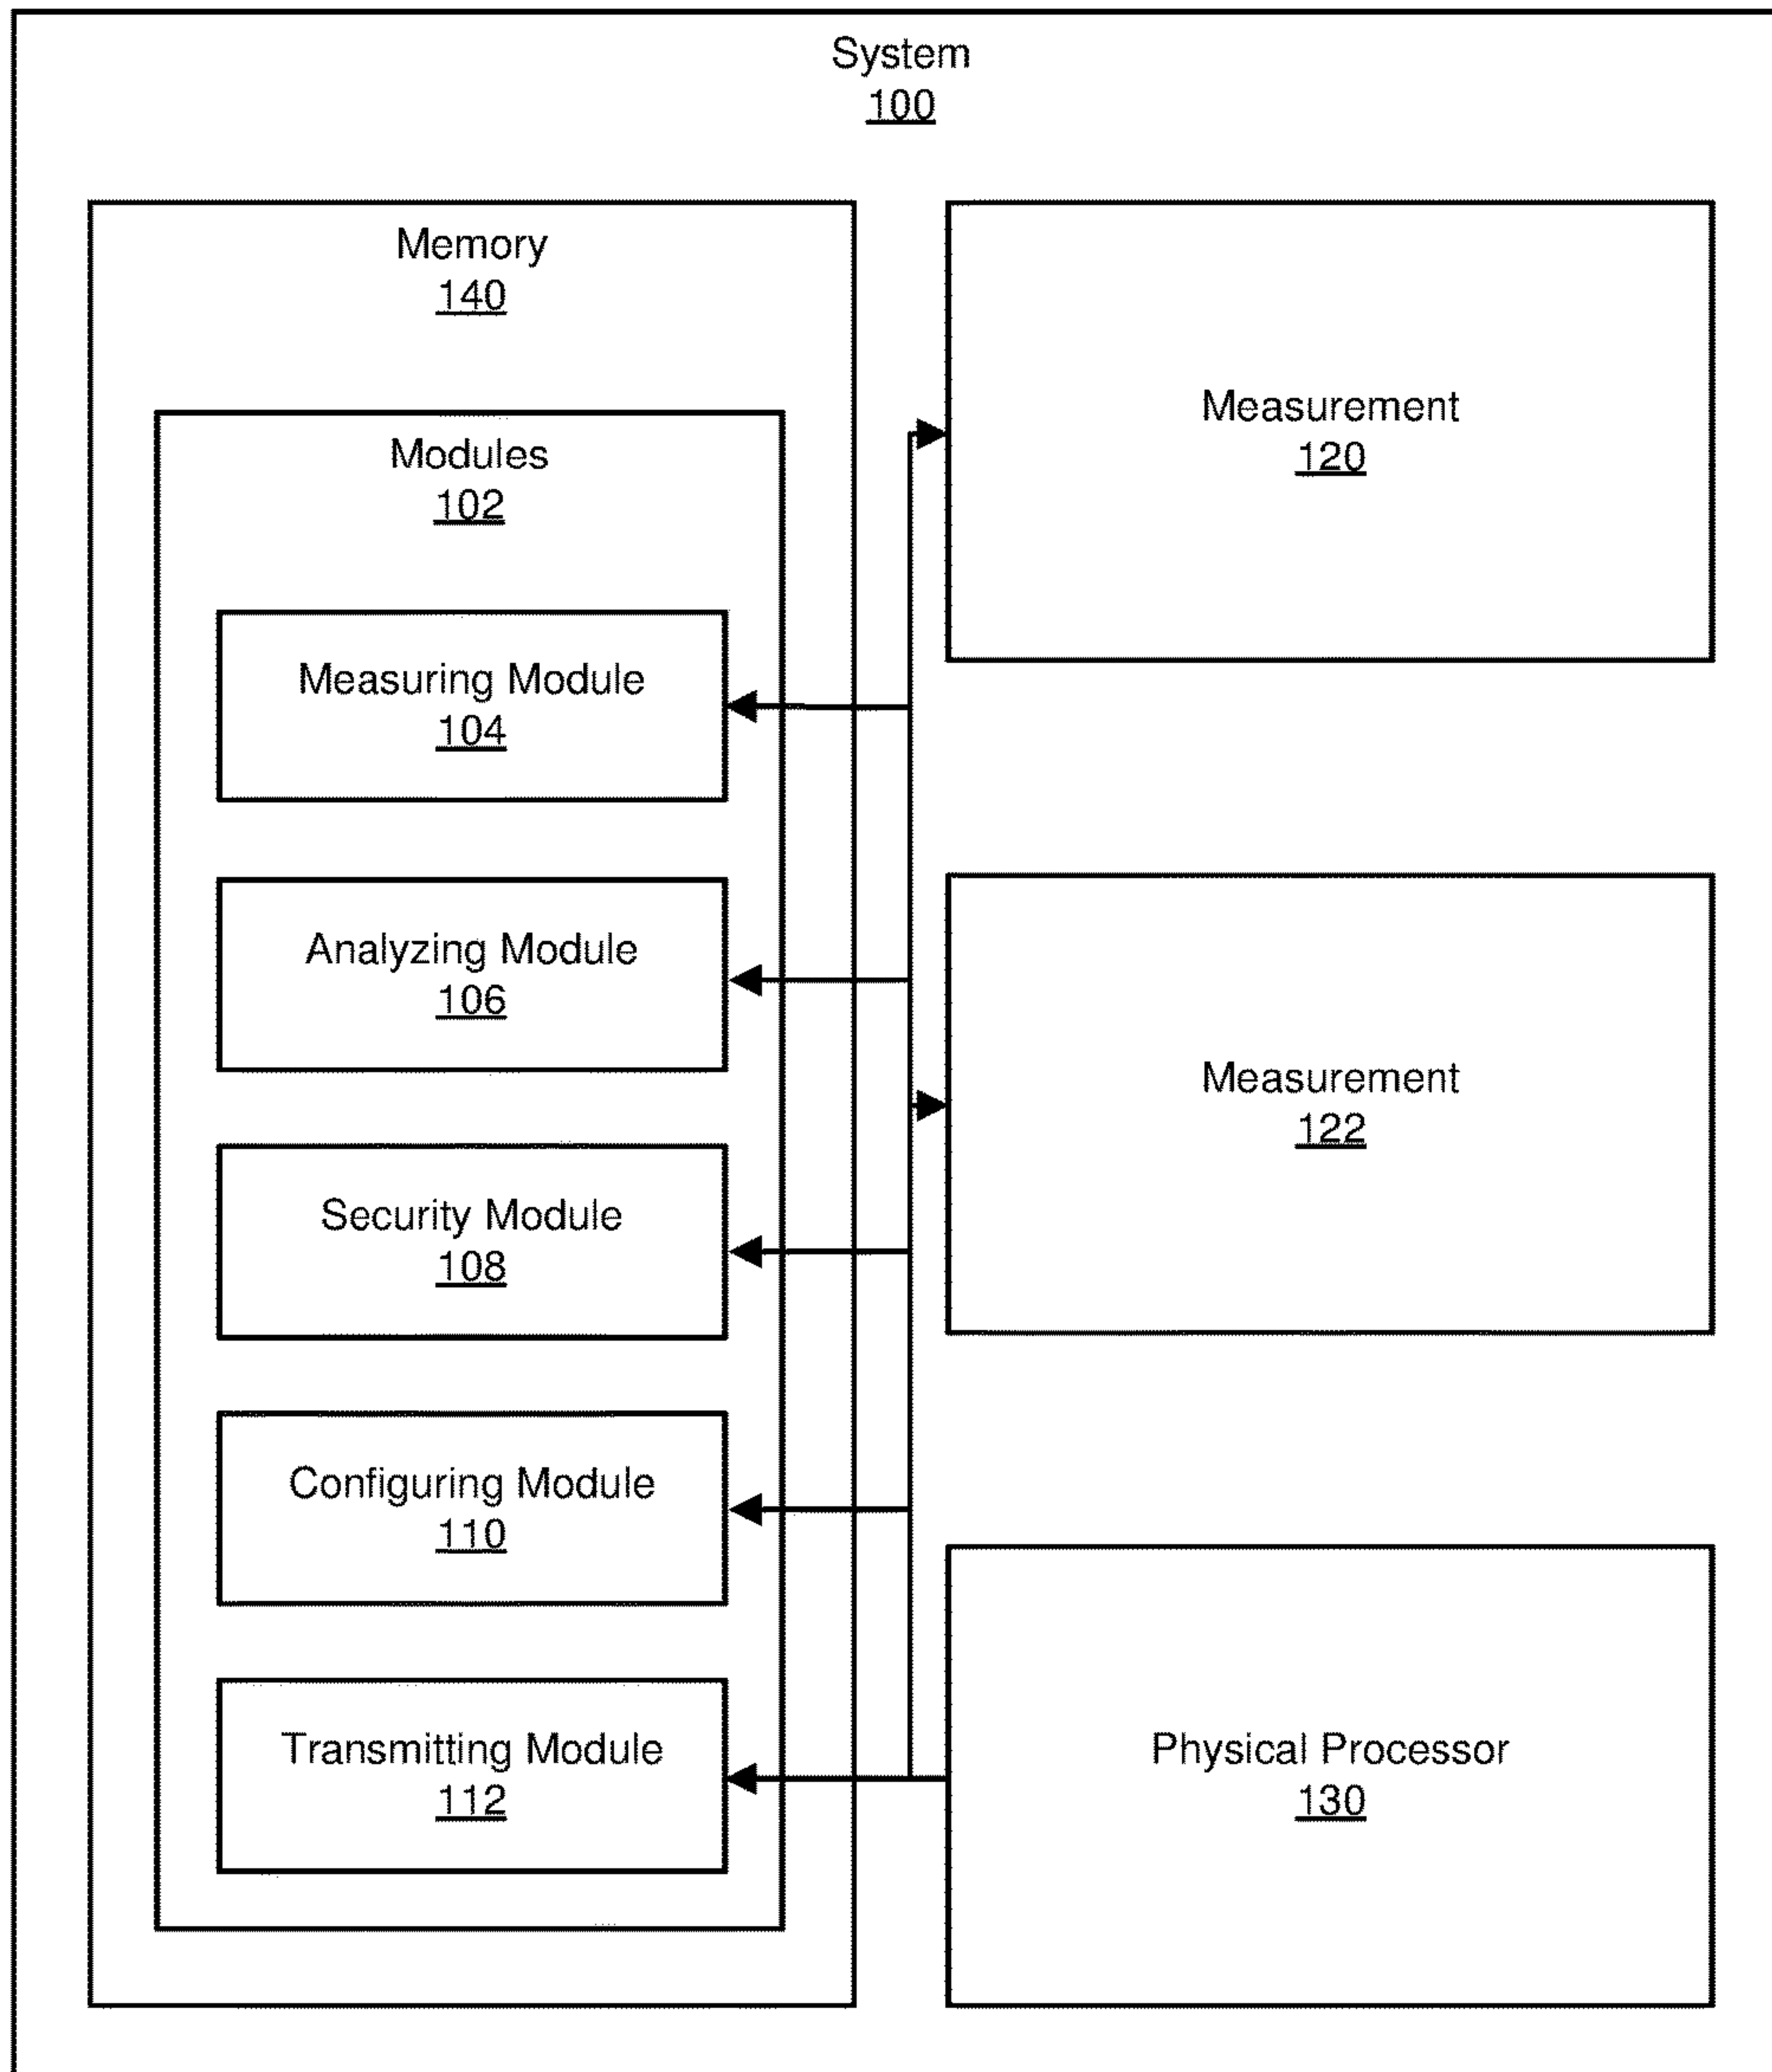 System
100
Memory
140
Modules
102
Measuring Module
104
Analyzing Module
106
Security Module
108
Configuring Module
110
Transmitting Module
112
Measurement
120
Measurement
122
Physical Processor
130